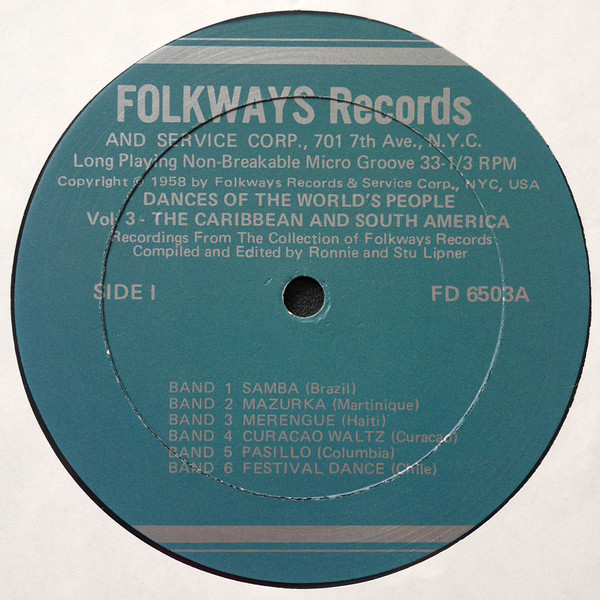 FOLKWAYS Records
AND SERVICE CORP., 701 7th Ave., N.Y.C.
Long Playing Non-Breakable Micro Groove 33-1/3 RPM
Copyright © 1958 by Folkways Records & Service Corp., NYC, USA
DANCES OF THE WORLD'S PEOPLE
Vol. 3 - THE CARIBBEAN AND SOUTH AMERICA
Recordings From The Collection of Folkways Records
Compiled and Edited by Ronnie and Stu Lipner
SIDE I FD 6503A
BAND 1 SAMBA (Brazil)
BAND 2 MAZURKA (Martinique)
BAND 3 MERENGUE (Haiti)
BAND 4 CURACAO WALTZ (Curacao)
BAND 5 PASILLO (Columbia)
BAND 6 FESTIVAL DANCE (Chile)